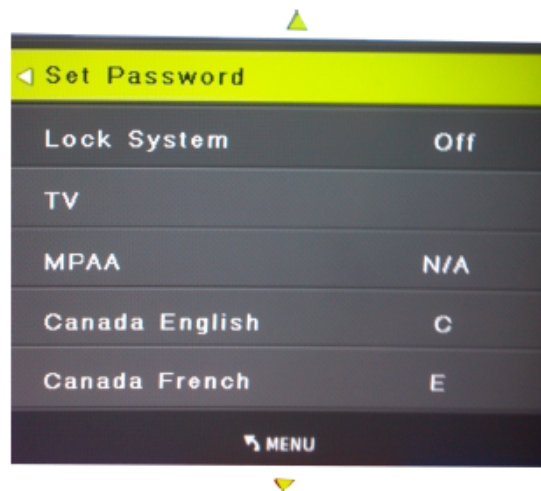 Set Password
Lock System Off
TV
MPAA N/A
Canada English C
Canada French E
MENU